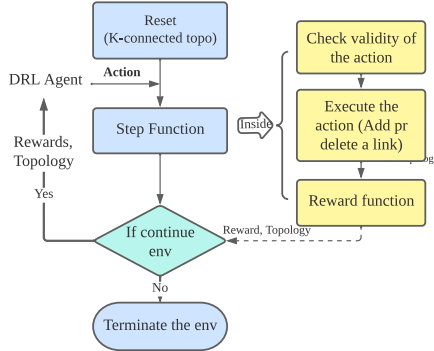 Reset
(K-connected topo)
Action
DRL Agent
Step Function
Inside
Check validity of
the action
Execute the
action (Add pr
delete a link)
Reward function
Rewards,
Topology
Yes
If continue
env
Reward, Topology
No
Terminate the env